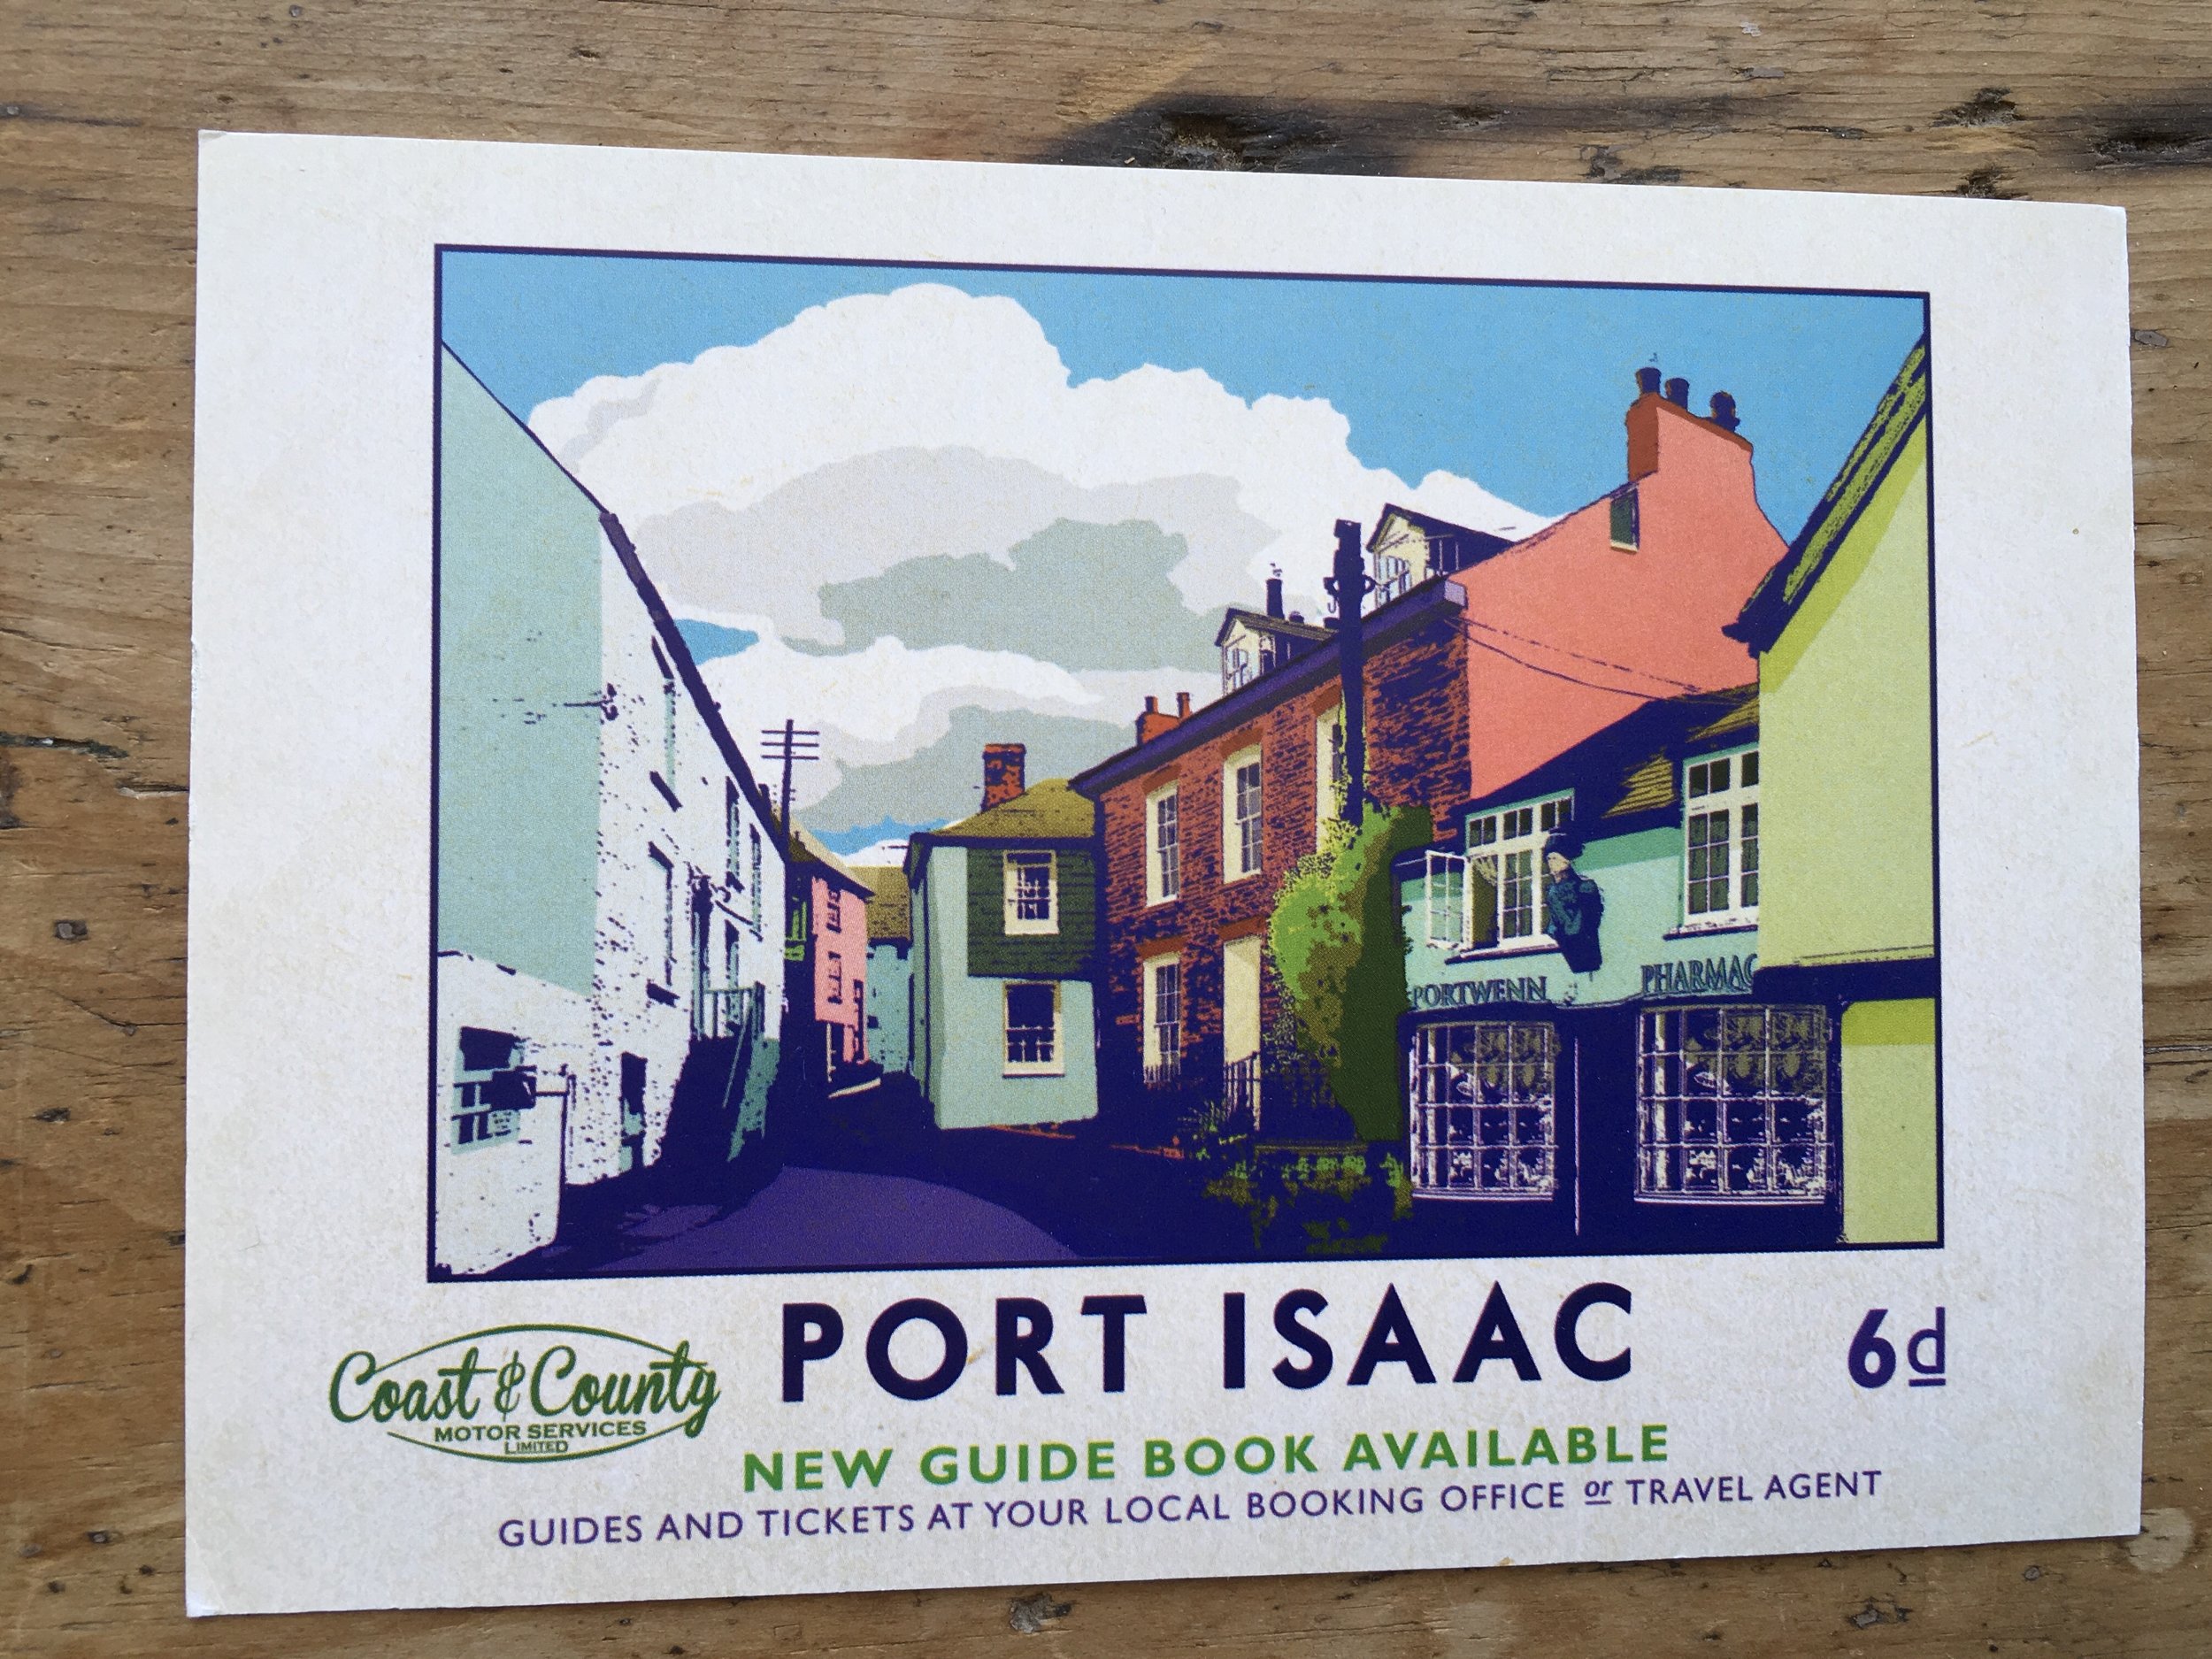 PORTWENN PHARMAC
PORT ISAAC
6d
Coast & County
MOTOR SERVICES
LIMITED
NEW GUIDE BOOK AVAILABLE
GUIDES AND TICKETS AT YOUR LOCAL BOOKING OFFICE or TRAVEL AGENT